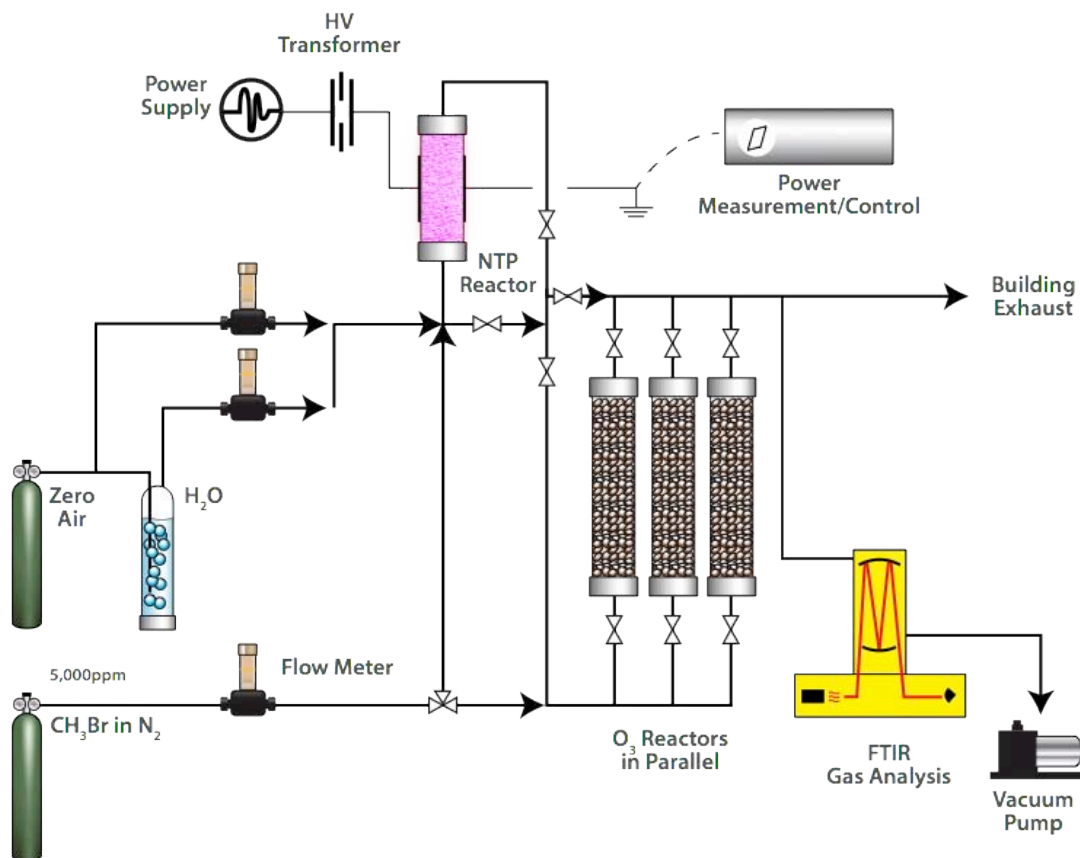 HV
Transformer
Power
Supply
Power
Measurement/Control
NTP
Reactor
Building
Exhaust
Zero
Air
H₂O
5,000ppm
Flow Meter
CH₃Br in N₂
O₃ Reactors
in Parallel
FTIR
Gas Analysis
Vacuum
Pump